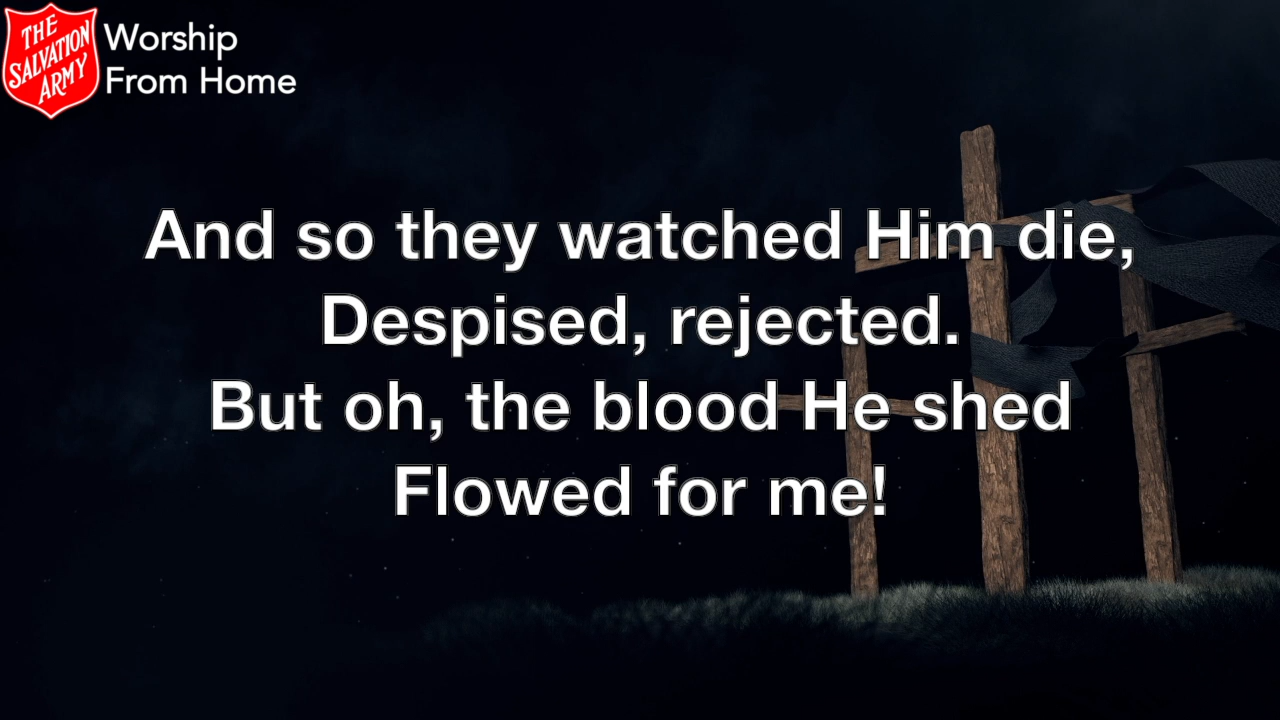 THE
SALVATION
ARMY
Worship
From Home
And so they watched Him die,
Despised, rejected.
But oh, the blood He shed
Flowed for me!